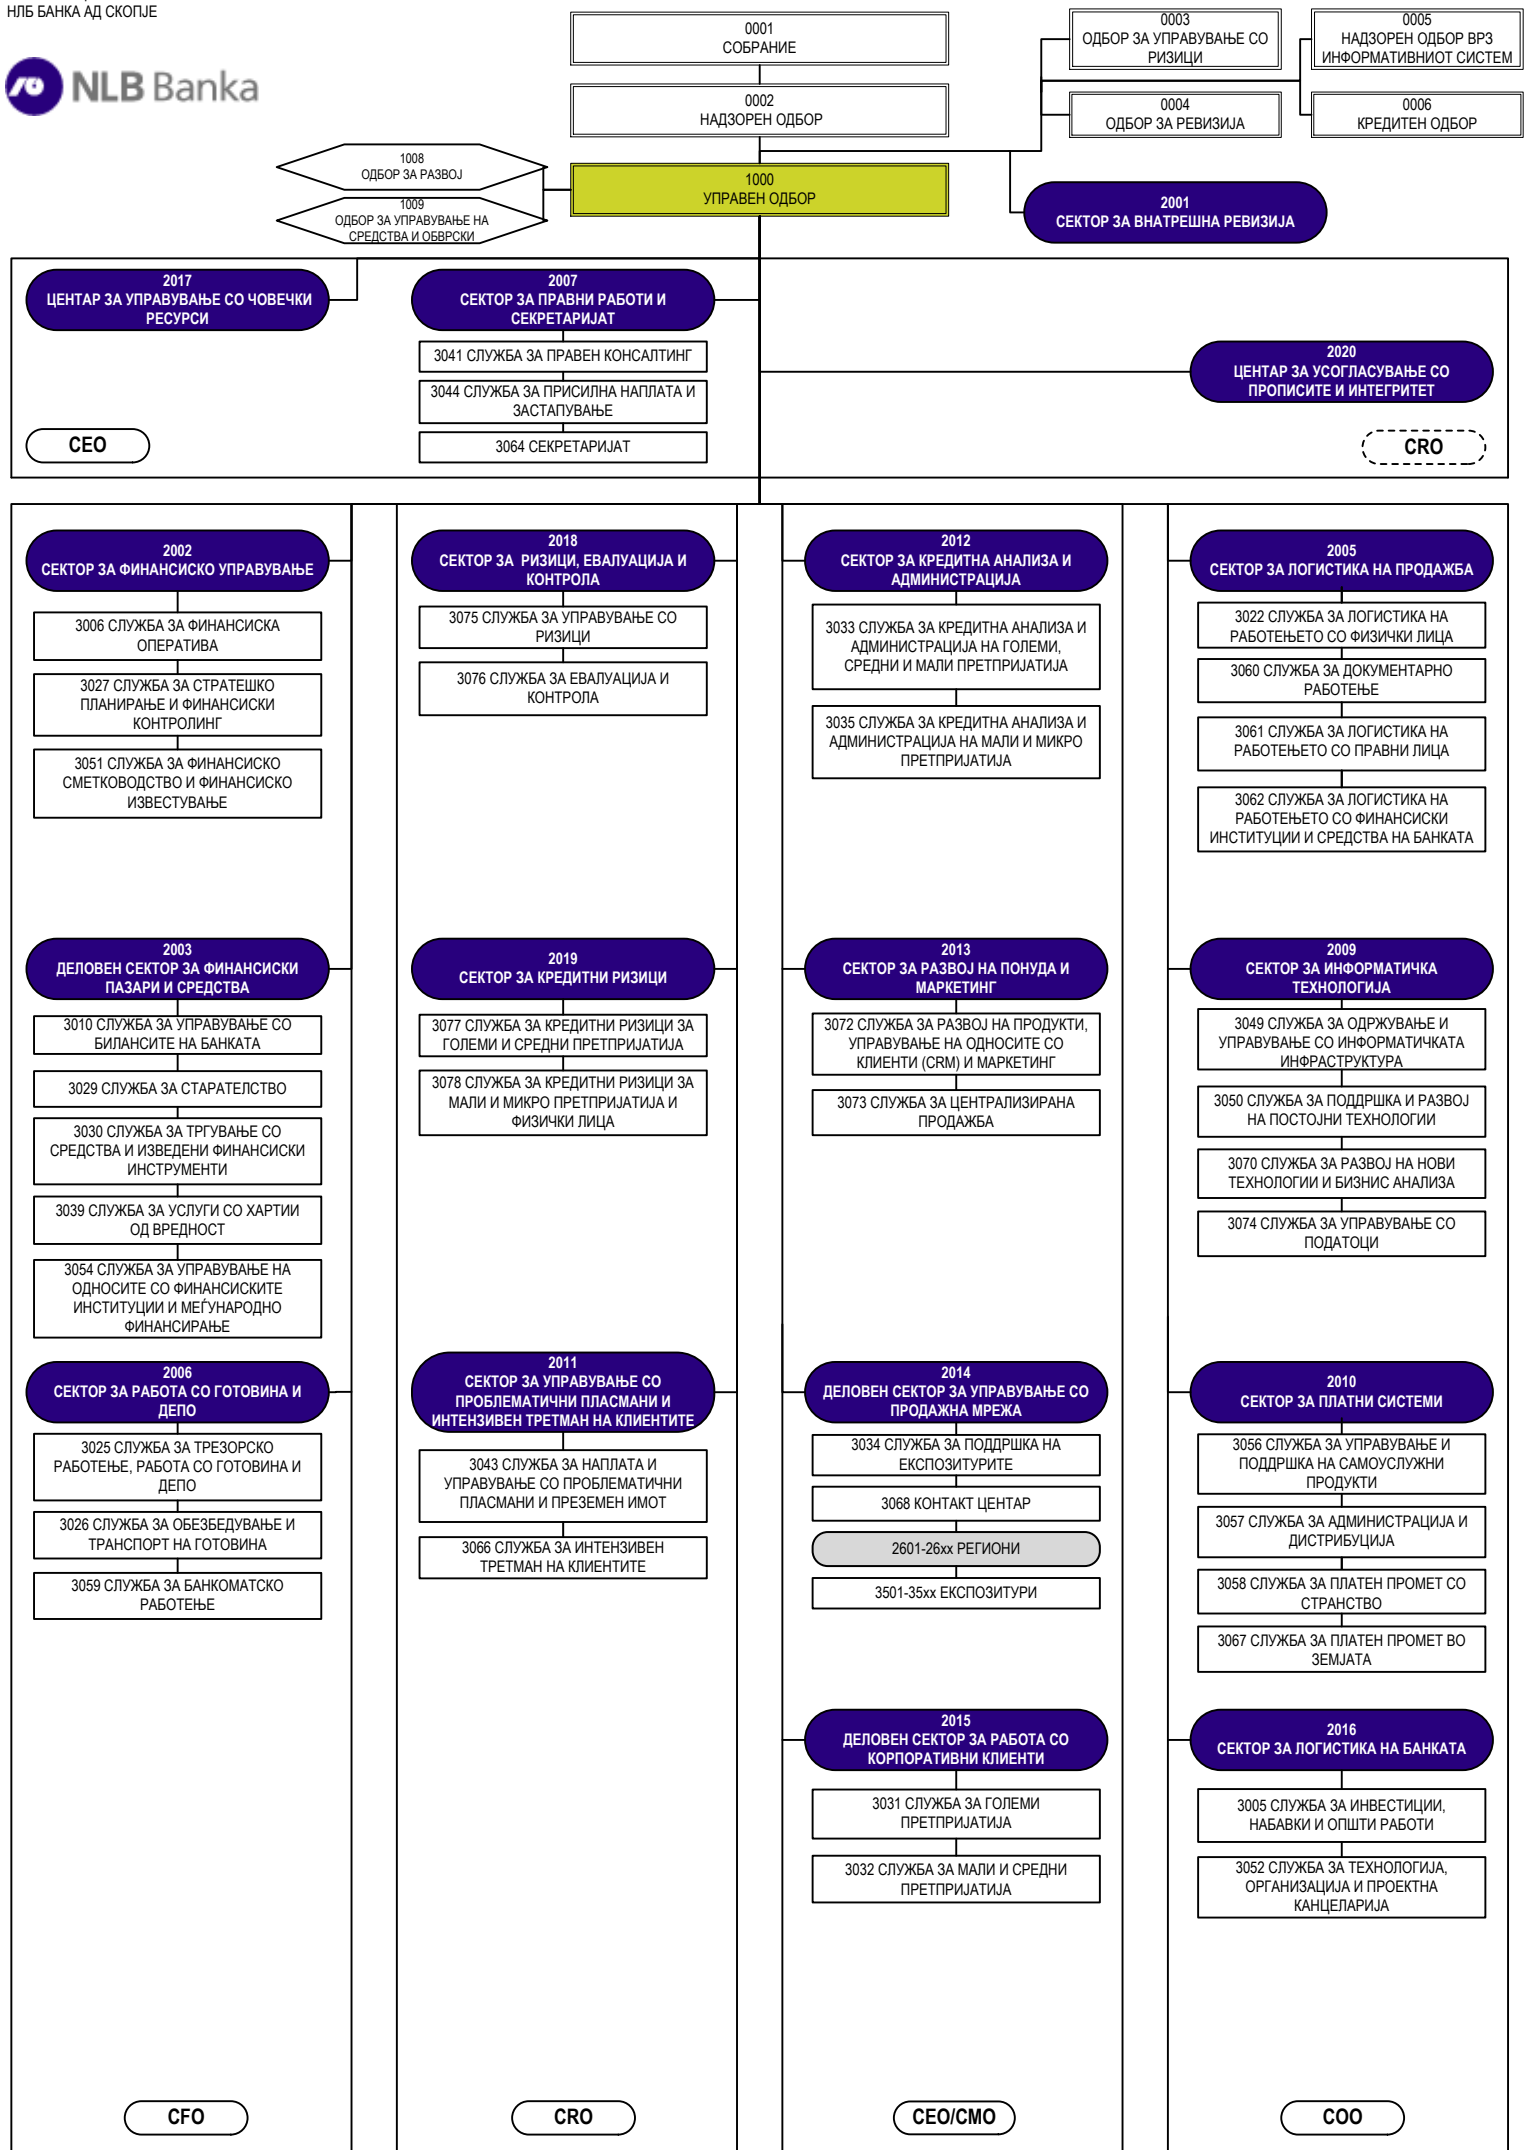 НЛБ БАНКА АД СКОПЈЕ
NLB Banka
0001
СОБРАНИЕ
0002
НАДЗОРЕН ОДБОР
0003
ОДБОР ЗА УПРАВУВАЊЕ СО
РИЗИЦИ
0005
НАДЗОРЕН ОДБОР ВРЗ
ИНФОРМАТИВНИОТ СИСТЕМ
0004
ОДБОР ЗА РЕВИЗИЈА
0006
КРЕДИТЕН ОДБОР
1008
ОДБОР ЗА РАЗВОЈ
1009
ОДБОР ЗА УПРАВУВАЊЕ НА
СРЕДСТВА И ОБВРСКИ
1000
УПРАВЕН ОДБОР
2001
СЕКТОР ЗА ВНАТРЕШНА РЕВИЗИЈА
2017
ЦЕНТАР ЗА УПРАВУВАЊЕ СО ЧОВЕЧКИ
РЕСУРСИ
2007
СЕКТОР ЗА ПРАВНИ РАБОТИ И
СЕКРЕТАРИЈАТ
3041 СЛУЖБА ЗА ПРАВЕН КОНСАЛТИНГ
3044 СЛУЖБА ЗА ПРИСИЛНА НАПЛАТА И
ЗАСТАПУВАЊЕ
3064 СЕКРЕТАРИЈАТ
2020
ЦЕНТАР ЗА УСОГЛАСУВАЊЕ СО
ПРОПИСИТЕ И ИНТЕГРИТЕТ
CEO
CRO
2002
СЕКТОР ЗА ФИНАНСИСКО УПРАВУВАЊЕ
3006 СЛУЖБА ЗА ФИНАНСИСКА
ОПЕРАТИВА
3027 СЛУЖБА ЗА СТРАТЕШКО
ПЛАНИРАЊЕ И ФИНАНСИСКИ
КОНТРОЛИНГ
3051 СЛУЖБА ЗА ФИНАНСИСКО
СМЕТКОВОДСТВО И ФИНАНСИСКО
ИЗВЕСТУВАЊЕ
2003
ДЕЛОВЕН СЕКТОР ЗА ФИНАНСИСКИ
ПАЗАРИ И СРЕДСТВА
3010 СЛУЖБА ЗА УПРАВУВАЊЕ СО
БИЛАНСИТЕ НА БАНКАТА
3029 СЛУЖБА ЗА СТАРАТЕЛСТВО
3030 СЛУЖБА ЗА ТРГУВАЊЕ СО
СРЕДСТВА И ИЗВЕДЕНИ ФИНАНСИСКИ
ИНСТРУМЕНТИ
3039 СЛУЖБА ЗА УСЛУГИ СО ХАРТИИ
ОД ВРЕДНОСТ
3054 СЛУЖБА ЗА УПРАВУВАЊЕ НА
ОДНОСИТЕ СО ФИНАНСИСКИТЕ
ИНСТИТУЦИИ И МЕЃУНАРОДНО
ФИНАНСИРАЊЕ
2006
СЕКТОР ЗА РАБОТА СО ГОТОВИНА И
ДЕПО
3025 СЛУЖБА ЗА ТРЕЗОРСКО
РАБОТЕЊЕ, РАБОТА СО ГОТОВИНА И
ДЕПО
3026 СЛУЖБА ЗА ОБЕЗБЕДУВАЊЕ И
ТРАНСПОРТ НА ГОТОВИНА
3059 СЛУЖБА ЗА БАНКОМАТСКО
РАБОТЕЊЕ
CFO
2018
СЕКТОР ЗА РИЗИЦИ, ЕВАЛУАЦИЈА И
КОНТРОЛА
3075 СЛУЖБА ЗА УПРАВУВАЊЕ СО
РИЗИЦИ
3076 СЛУЖБА ЗА ЕВАЛУАЦИЈА И
КОНТРОЛА
2019
СЕКТОР ЗА КРЕДИТНИ РИЗИЦИ
3077 СЛУЖБА ЗА КРЕДИТНИ РИЗИЦИ ЗА
ГОЛЕМИ И СРЕДНИ ПРЕТПРИЈАТИЈА
3078 СЛУЖБА ЗА КРЕДИТНИ РИЗИЦИ ЗА
МАЛИ И МИКРО ПРЕТПРИЈАТИЈА И
ФИЗИЧКИ ЛИЦА
2011
СЕКТОР ЗА УПРАВУВАЊЕ СО
ПРОБЛЕМАТИЧНИ ПЛАСМАНИ И
ИНТЕНЗИВЕН ТРЕТМАН НА КЛИЕНТИТЕ
3043 СЛУЖБА ЗА НАПЛАТА И
УПРАВУВАЊЕ СО ПРОБЛЕМАТИЧНИ
ПЛАСМАНИ И ПРЕЗЕМЕН ИМОТ
3066 СЛУЖБА ЗА ИНТЕНЗИВЕН
ТРЕТМАН НА КЛИЕНТИТЕ
CRO
2012
СЕКТОР ЗА КРЕДИТНА АНАЛИЗА И
АДМИНИСТРАЦИЈА
3033 СЛУЖБА ЗА КРЕДИТНА АНАЛИЗА И
АДМИНИСТРАЦИЈА НА ГОЛЕМИ,
СРЕДНИ И МАЛИ ПРЕТПРИЈАТИЈА
3035 СЛУЖБА ЗА КРЕДИТНА АНАЛИЗА И
АДМИНИСТРАЦИЈА НА МАЛИ И МИКРО
ПРЕТПРИЈАТИЈА
2013
СЕКТОР ЗА РАЗВОЈ НА ПОНУДА И
МАРКЕТИНГ
3072 СЛУЖБА ЗА РАЗВОЈ НА ПРОДУКТИ,
УПРАВУВАЊЕ НА ОДНОСИТЕ СО
КЛИЕНТИ (CRM) И МАРКЕТИНГ
3073 СЛУЖБА ЗА ЦЕНТРАЛИЗИРАНА
ПРОДАЖБА
2014
ДЕЛОВЕН СЕКТОР ЗА УПРАВУВАЊЕ СО
ПРОДАЖНА МРЕЖА
3034 СЛУЖБА ЗА ПОДДРШКА НА
ЕКСПОЗИТУРИТЕ
3068 КОНТАКТ ЦЕНТАР
2601-26xx РЕГИОНИ
3501-35xx ЕКСПОЗИТУРИ
2015
ДЕЛОВЕН СЕКТОР ЗА РАБОТА СО
КОРПОРАТИВНИ КЛИЕНТИ
3031 СЛУЖБА ЗА ГОЛЕМИ
ПРЕТПРИЈАТИЈА
3032 СЛУЖБА ЗА МАЛИ И СРЕДНИ
ПРЕТПРИЈАТИЈА
CEO/CMO
2005
СЕКТОР ЗА ЛОГИСТИКА НА ПРОДАЖБА
3022 СЛУЖБА ЗА ЛОГИСТИКА НА
РАБОТЕЊЕТО СО ФИЗИЧКИ ЛИЦА
3060 СЛУЖБА ЗА ДОКУМЕНТАРНО
РАБОТЕЊЕ
3061 СЛУЖБА ЗА ЛОГИСТИКА НА
РАБОТЕЊЕТО СО ПРАВНИ ЛИЦА
3062 СЛУЖБА ЗА ЛОГИСТИКА НА
РАБОТЕЊЕТО СО ФИНАНСИСКИ
ИНСТИТУЦИИ И СРЕДСТВА НА БАНКАТА
2009
СЕКТОР ЗА ИНФОРМАТИЧКА
ТЕХНОЛОГИЈА
3049 СЛУЖБА ЗА ОДРЖУВАЊЕ И
УПРАВУВАЊЕ СО ИНФОРМАТИЧКАТА
ИНФРАСТРУКТУРА
3050 СЛУЖБА ЗА ПОДДРШКА И РАЗВОЈ
НА ПОСТОЈНИ ТЕХНОЛОГИИ
3070 СЛУЖБА ЗА РАЗВОЈ НА НОВИ
ТЕХНОЛОГИИ И БИЗНИС АНАЛИЗА
3074 СЛУЖБА ЗА УПРАВУВАЊЕ СО
ПОДАТОЦИ
2010
СЕКТОР ЗА ПЛАТНИ СИСТЕМИ
3056 СЛУЖБА ЗА УПРАВУВАЊЕ И
ПОДДРШКА НА САМОУСЛУЖНИ
ПРОДУКТИ
3057 СЛУЖБА ЗА АДМИНИСТРАЦИЈА И
ДИСТРИБУЦИЈА
3058 СЛУЖБА ЗА ПЛАТЕН ПРОМЕТ СО
СТРАНСТВО
3067 СЛУЖБА ЗА ПЛАТЕН ПРОМЕТ ВО
ЗЕМЈАТА
2016
СЕКТОР ЗА ЛОГИСТИКА НА БАНКАТА
3005 СЛУЖБА ЗА ИНВЕСТИЦИИ,
НАБАВКИ И ОПШТИ РАБОТИ
3052 СЛУЖБА ЗА ТЕХНОЛОГИЈА,
ОРГАНИЗАЦИЈА И ПРОЕКТНА
КАНЦЕЛАРИЈА
COO